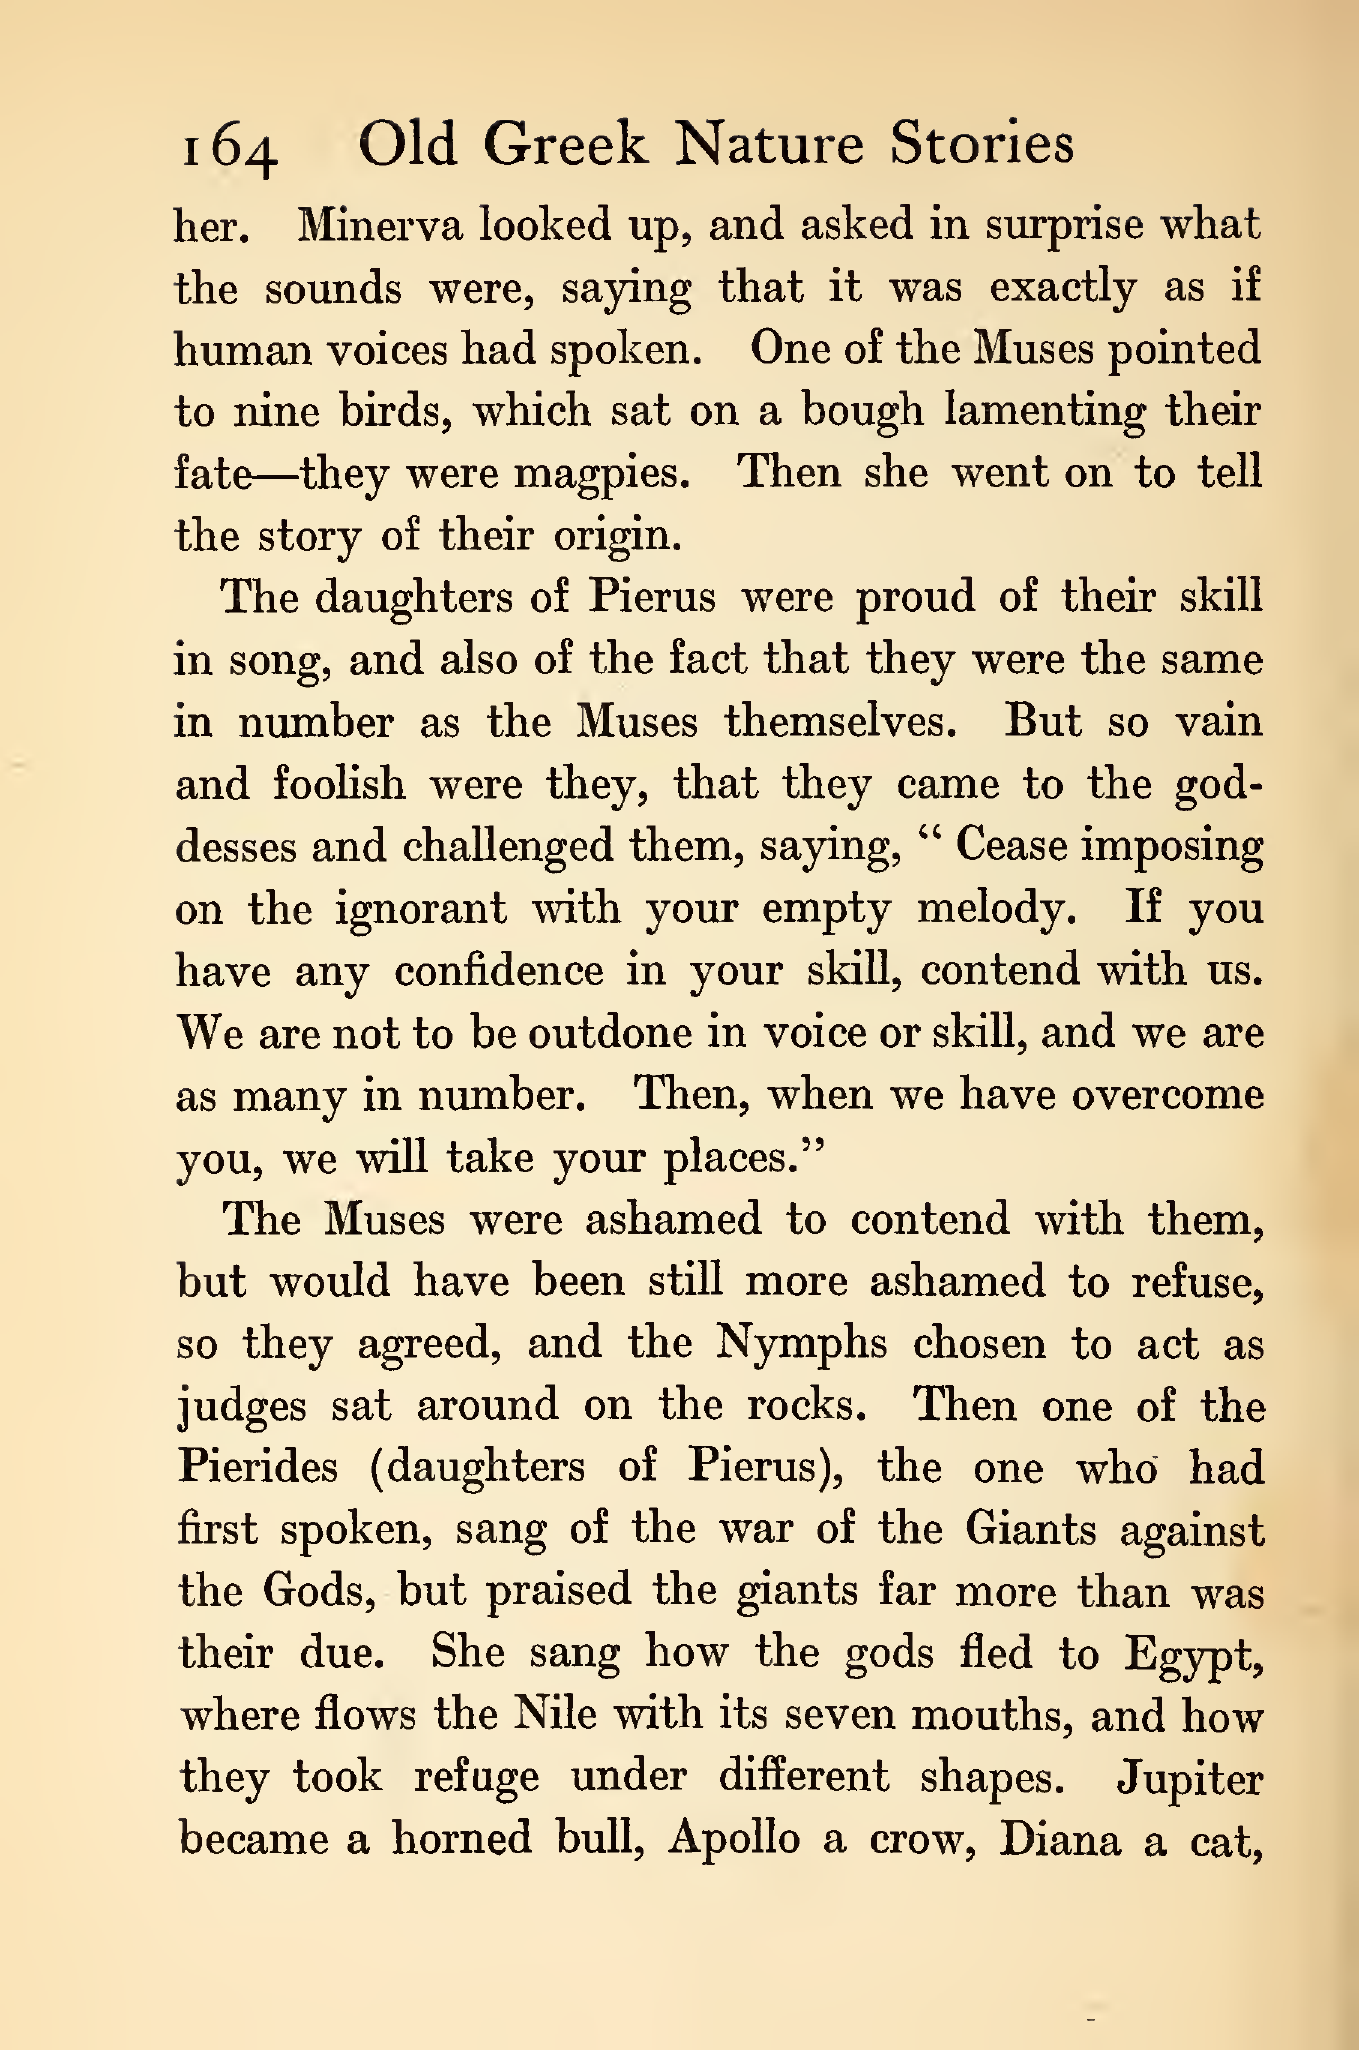 164 Old Greek Nature Stories
her. Minerva looked up, and asked in surprise what
the sounds were, saying that it was exactly as if
human voices had spoken. One of the Muses pointed
to nine birds, which sat on a bough lamenting their
fate—they were magpies. Then she went on to tell
the story of their origin.
The daughters of Pierus were proud of their skill
in song, and also of the fact that they were the same
in number as the Muses themselves. But so vain
and foolish were they, that they came to the god-
desses and challenged them, saying, “ Cease imposing
on the ignorant with your empty melody. If you
have any confidence in your skill, contend with us.
We are not to be outdone in voice or skill, and we are
as many in number. Then, when we have overcome
you, we will take your places.”
The Muses were ashamed to contend with them,
but would have been still more ashamed to refuse,
so they agreed, and the Nymphs chosen to act as
judges sat around on the rocks. Then one of the
Pierides (daughters of Pierus), the one who had
first spoken, sang of the war of the Giants against
the Gods, but praised the giants far more than was
their due. She sang how the gods fled to Egypt,
where flows the Nile with its seven mouths, and how
they took refuge under different shapes. Jupiter
became a horned bull, Apollo a crow, Diana a cat,